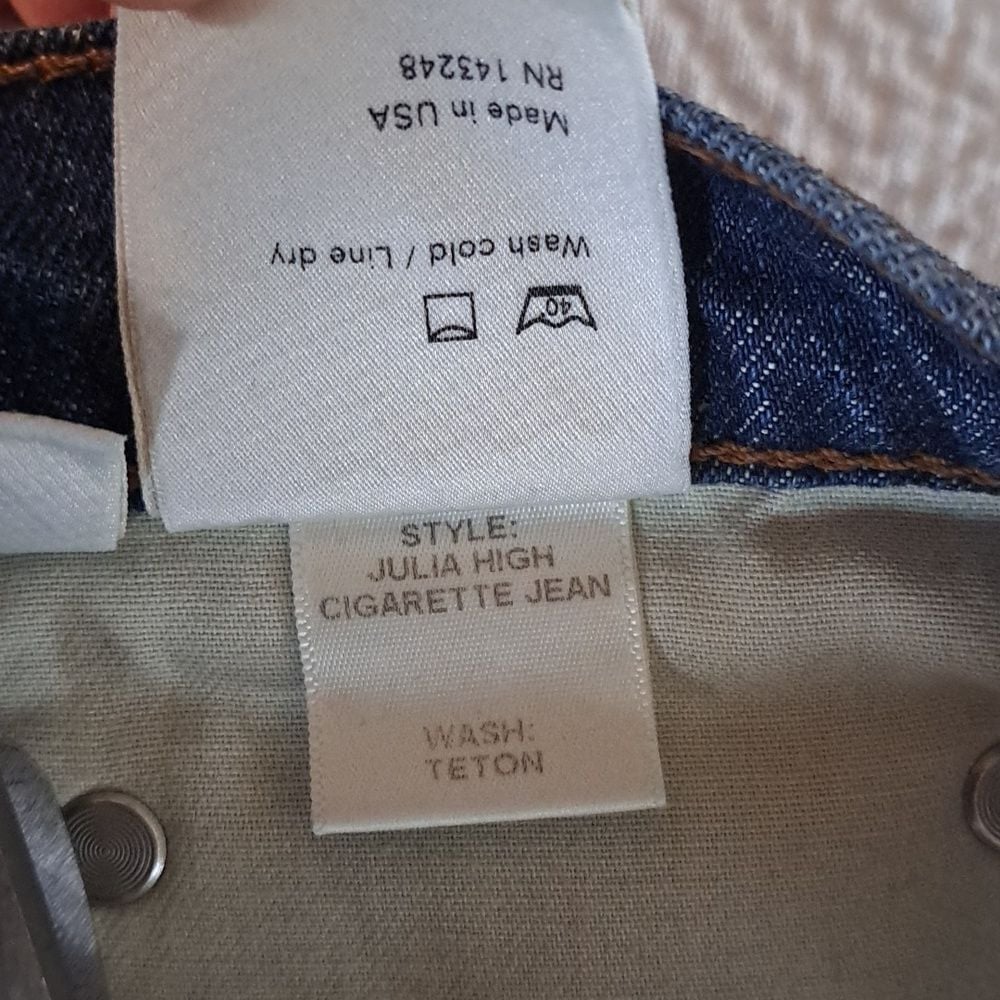 RN 143248
Made in USA
Wash cold / Line dry
40
STYLE:
JULIA HIGH
CIGARETTE JEAN
WASH:
TETON